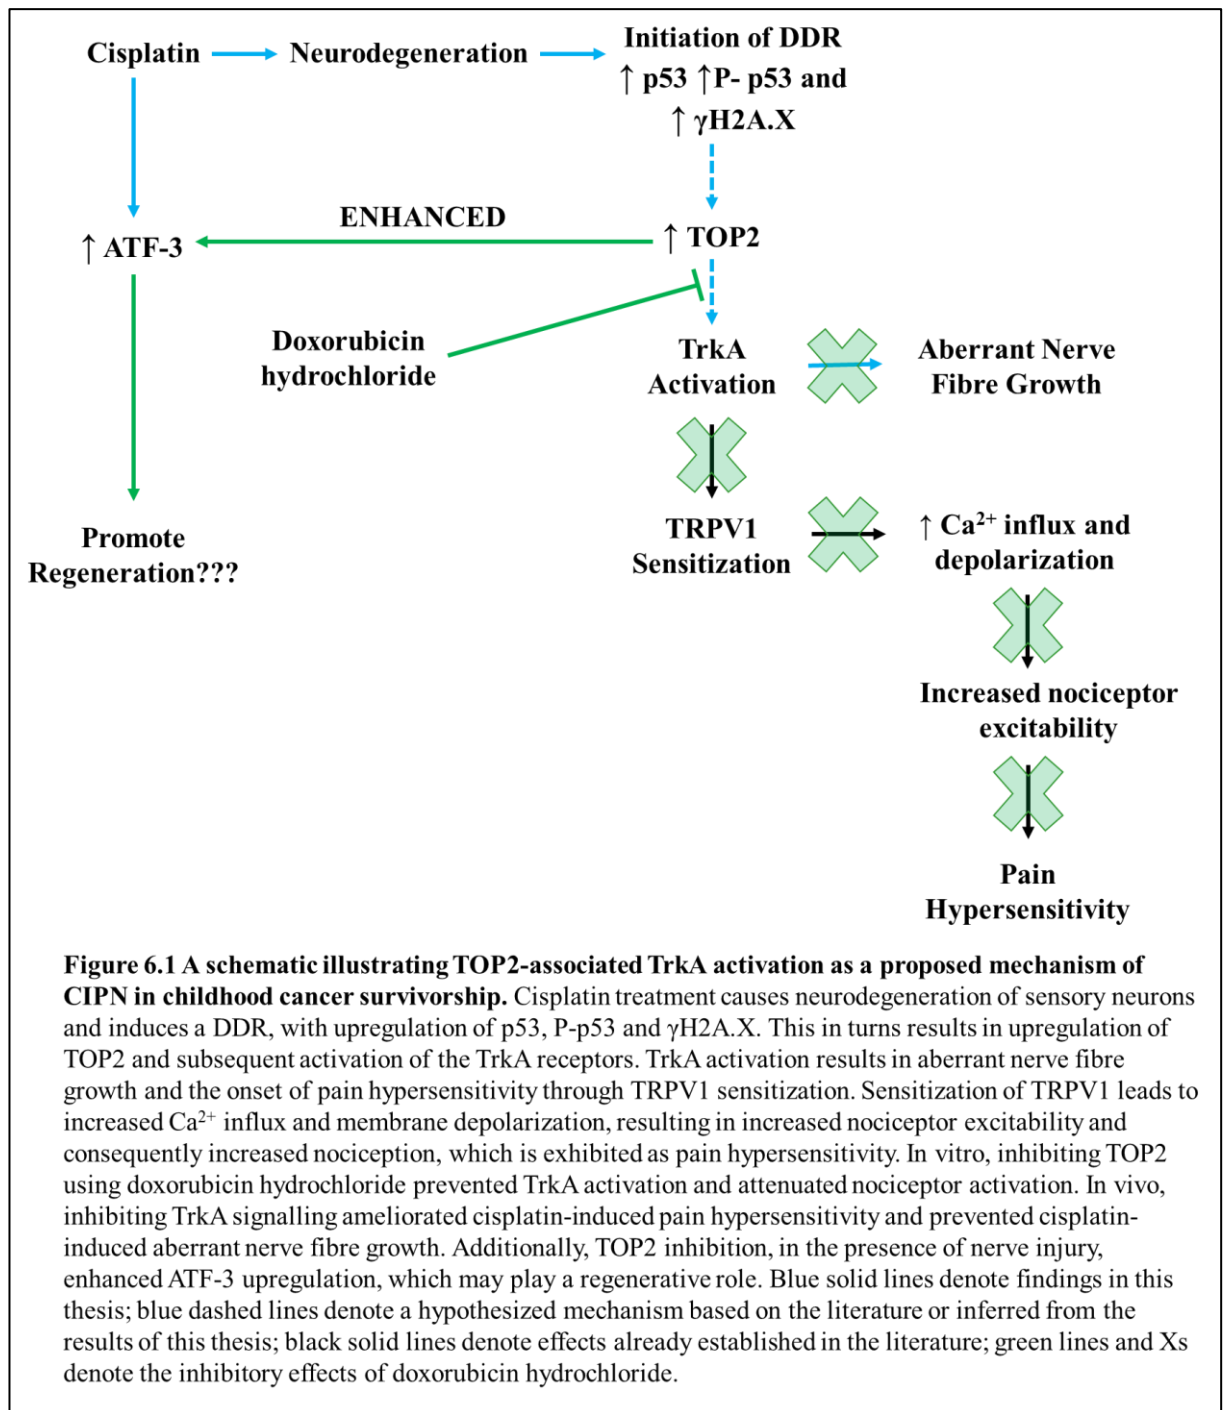 Cisplatin
Neurodegeneration
Initiation of DDR
↑ p53 ↑P- p53 and
↑ γH2A.X
ENHANCED
↑ ATF-3
↑ TOP2
Doxorubicin
hydrochloride
TrkA
Activation
Aberrant Nerve
Fibre Growth
Promote
Regeneration???
TRPV1
Sensitization
↑ Ca²⁺ influx and
depolarization
Increased nociceptor
excitability
Pain
Hypersensitivity
Figure 6.1 A schematic illustrating TOP2-associated TrkA activation as a proposed mechanism of
CIPN in childhood cancer survivorship. Cisplatin treatment causes neurodegeneration of sensory neurons
and induces a DDR, with upregulation of p53, P-p53 and γH2A.X. This in turns results in upregulation of
TOP2 and subsequent activation of the TrkA receptors. TrkA activation results in aberrant nerve fibre
growth and the onset of pain hypersensitivity through TRPV1 sensitization. Sensitization of TRPV1 leads to
increased Ca²⁺ influx and membrane depolarization, resulting in increased nociceptor excitability and
consequently increased nociception, which is exhibited as pain hypersensitivity. In vitro, inhibiting TOP2
using doxorubicin hydrochloride prevented TrkA activation and attenuated nociceptor activation. In vivo,
inhibiting TrkA signalling ameliorated cisplatin-induced pain hypersensitivity and prevented cisplatin-
induced aberrant nerve fibre growth. Additionally, TOP2 inhibition, in the presence of nerve injury,
enhanced ATF-3 upregulation, which may play a regenerative role. Blue solid lines denote findings in this
thesis; blue dashed lines denote a hypothesized mechanism based on the literature or inferred from the
results of this thesis; black solid lines denote effects already established in the literature; green lines and Xs
denote the inhibitory effects of doxorubicin hydrochloride.